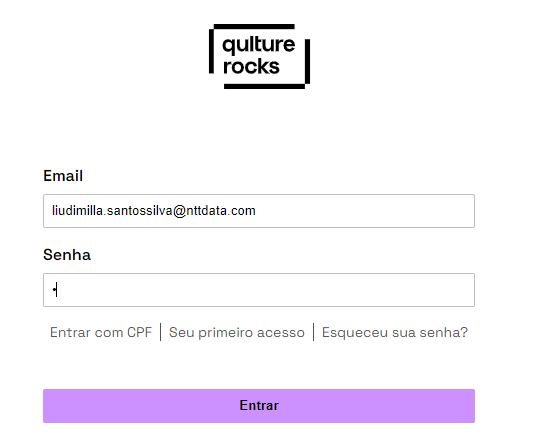 qulture
rocks
Email
liudimilla.santossilva@nttdata.com
Senha
•
Entrar com CPF | Seu primeiro acesso | Esqueceu sua senha?
Entrar